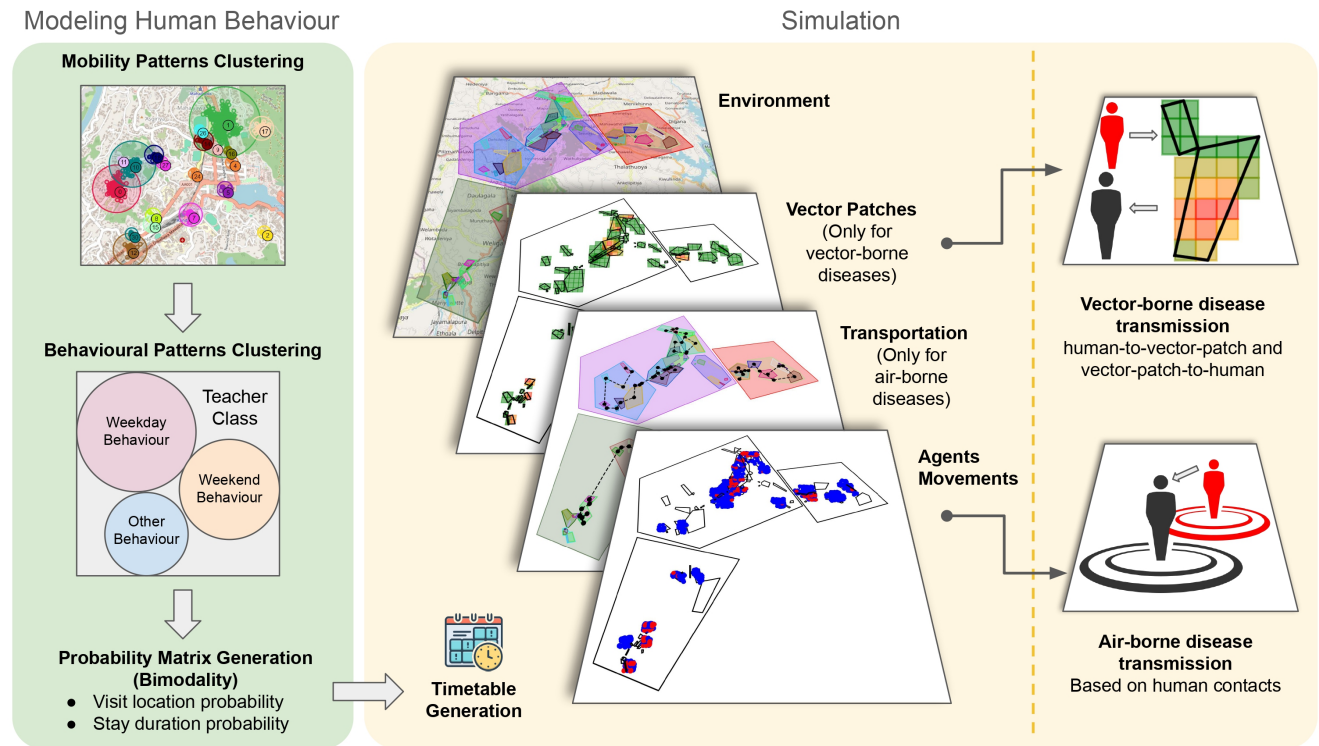 Modeling Human Behaviour
Simulation
Mobility Patterns Clustering
Behavioural Patterns Clustering
Teacher
Class
Weekday
Behaviour
Weekend
Behaviour
Other
Behaviour
Probability Matrix Generation
(Bimodality)
● Visit location probability
● Stay duration probability
Timetable
Generation
Environment
Vector Patches
(Only for
vector-borne
diseases)
Transportation
(Only for
air-borne
diseases)
Agents
Movements
Vector-borne disease
transmission
human-to-vector-patch and
vector-patch-to-human
Air-borne disease
transmission
Based on human contacts